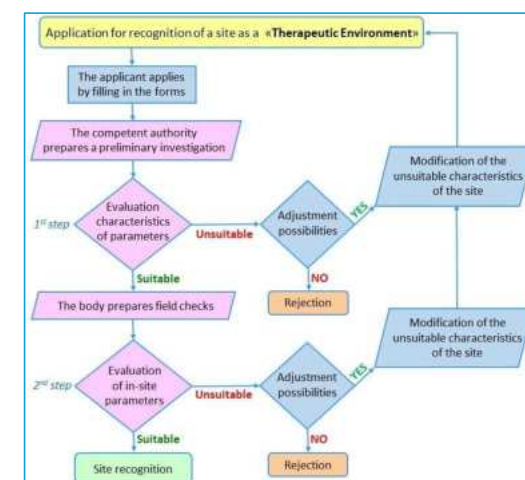 Application for recognition of a site as a «Therapeutic Environment»
The applicant applies
by filling in the forms
The competent authority
prepares a preliminary investigation
Modification of the
unsuitable characteristics
of the site
1st step
Evaluation
characteristics
of parameters
Unsuitable
Adjustment
possibilities
YES
Suitable
NO
Rejection
The body prepares field checks
Modification of the
unsuitable characteristics
of the site
2nd step
Evaluation
of in-site
parameters
Unsuitable
Adjustment
possibilities
YES
Suitable
NO
Site recognition
Rejection